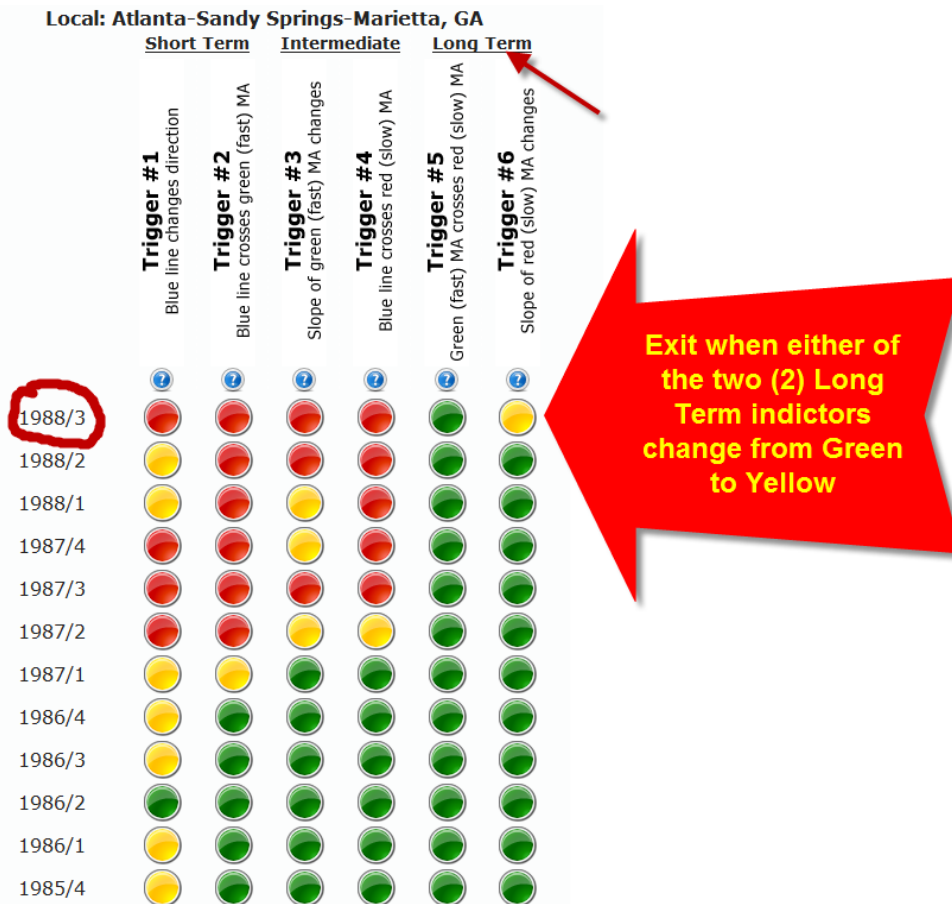 Local: Atlanta-Sandy Springs-Marietta, GA
Short Term Intermediate Long Term
Trigger #1
Blue line changes direction
Trigger #2
Blue line crosses green (fast) MA
Trigger #3
Slope of green (fast) MA changes
Trigger #4
Blue line crosses red (slow) MA
Trigger #5
Green (fast) MA crosses red (slow) MA
Trigger #6
Slope of red (slow) MA changes
? ? ? ? ? ?
1988/3
1988/2
1988/1
1987/4
1987/3
1987/2
1987/1
1986/4
1986/3
1986/2
1986/1
1985/4
Exit when either of
the two (2) Long
Term indictors
change from Green
to Yellow